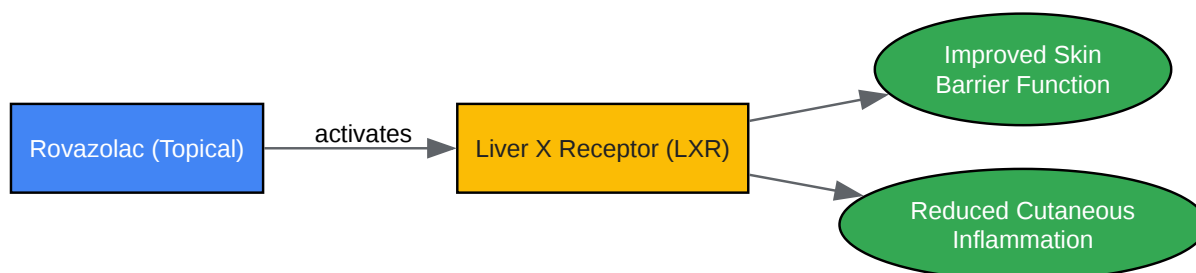 Improved Skin
Barrier Function
Rovazolac (Topical)
activates
Liver X Receptor (LXR)
Reduced Cutaneous
Inflammation